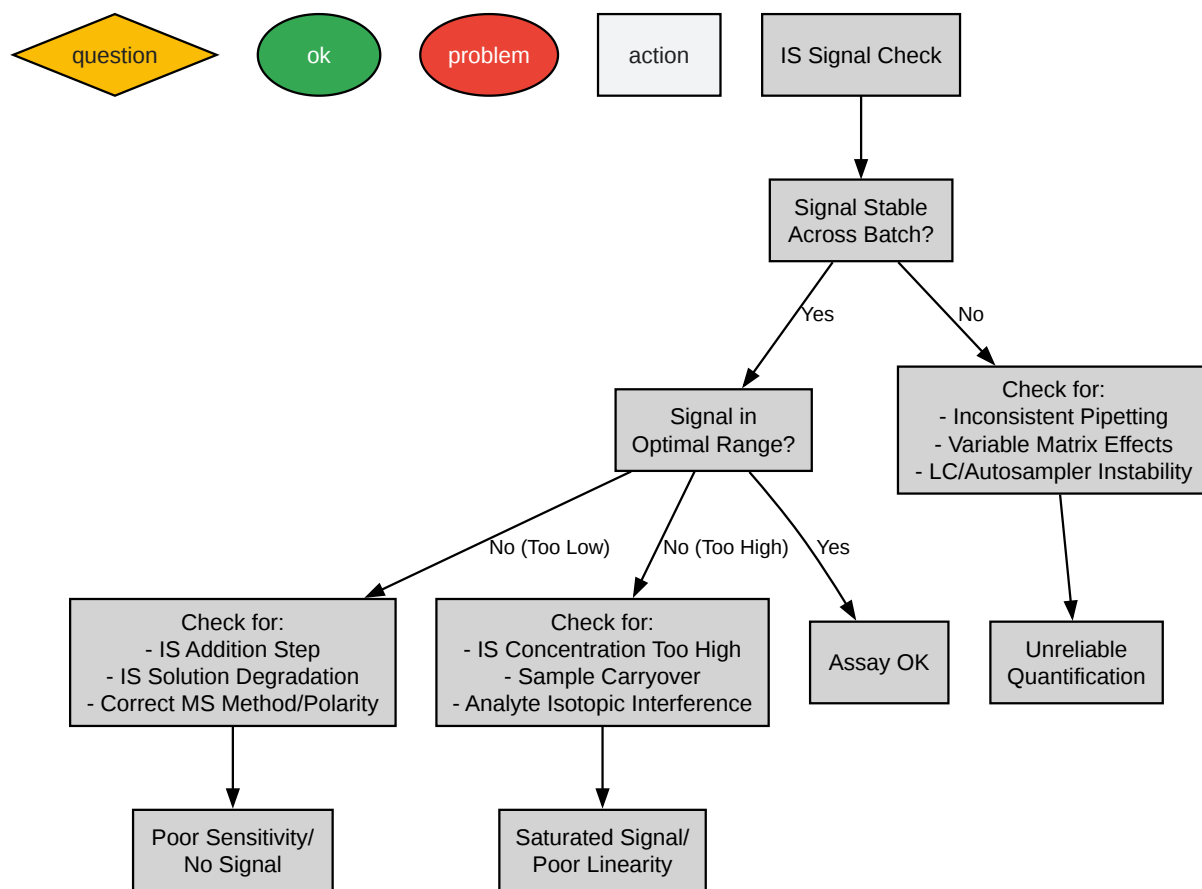 question
ok
problem
action
IS Signal Check
Signal Stable
Across Batch?
Yes
No
Signal in
Optimal Range?
Check for:
- Inconsistent Pipetting
- Variable Matrix Effects
- LC/Autosampler Instability
No (Too Low)
No (Too High)
Yes
Check for:
- IS Addition Step
- IS Solution Degradation
- Correct MS Method/Polarity
Check for:
- IS Concentration Too High
- Sample Carryover
- Analyte Isotopic Interference
Assay OK
Unreliable
Quantification
Poor Sensitivity/
No Signal
Saturated Signal/
Poor Linearity